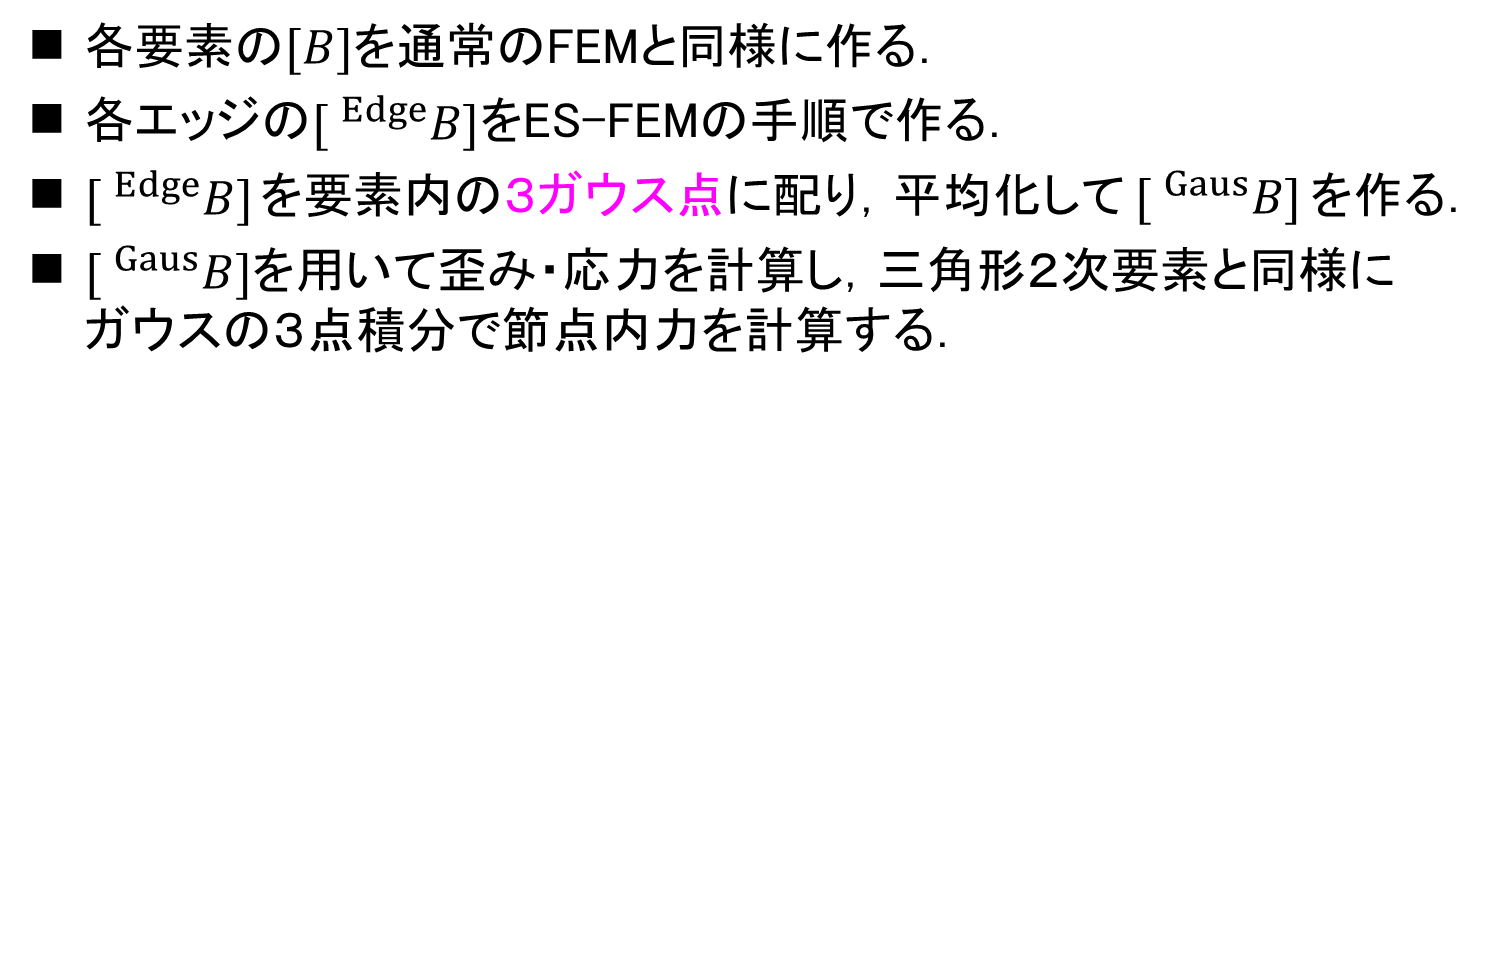 ■ 各要素の[B]を通常のFEMと同様に作る．
■ 各エッジの[ ᴱᵈᵍᵉB]をES-FEMの手順で作る．
■ [ ᴱᵈᵍᵉB] を要素内の３ガウス点に配り，平均化して [ ᴳᵃᵘˢB] を作る．
■ [ ᴳᵃᵘˢB]を用いて歪み・応力を計算し，三角形２次要素と同様に
ガウスの３点積分で節点内力を計算する．